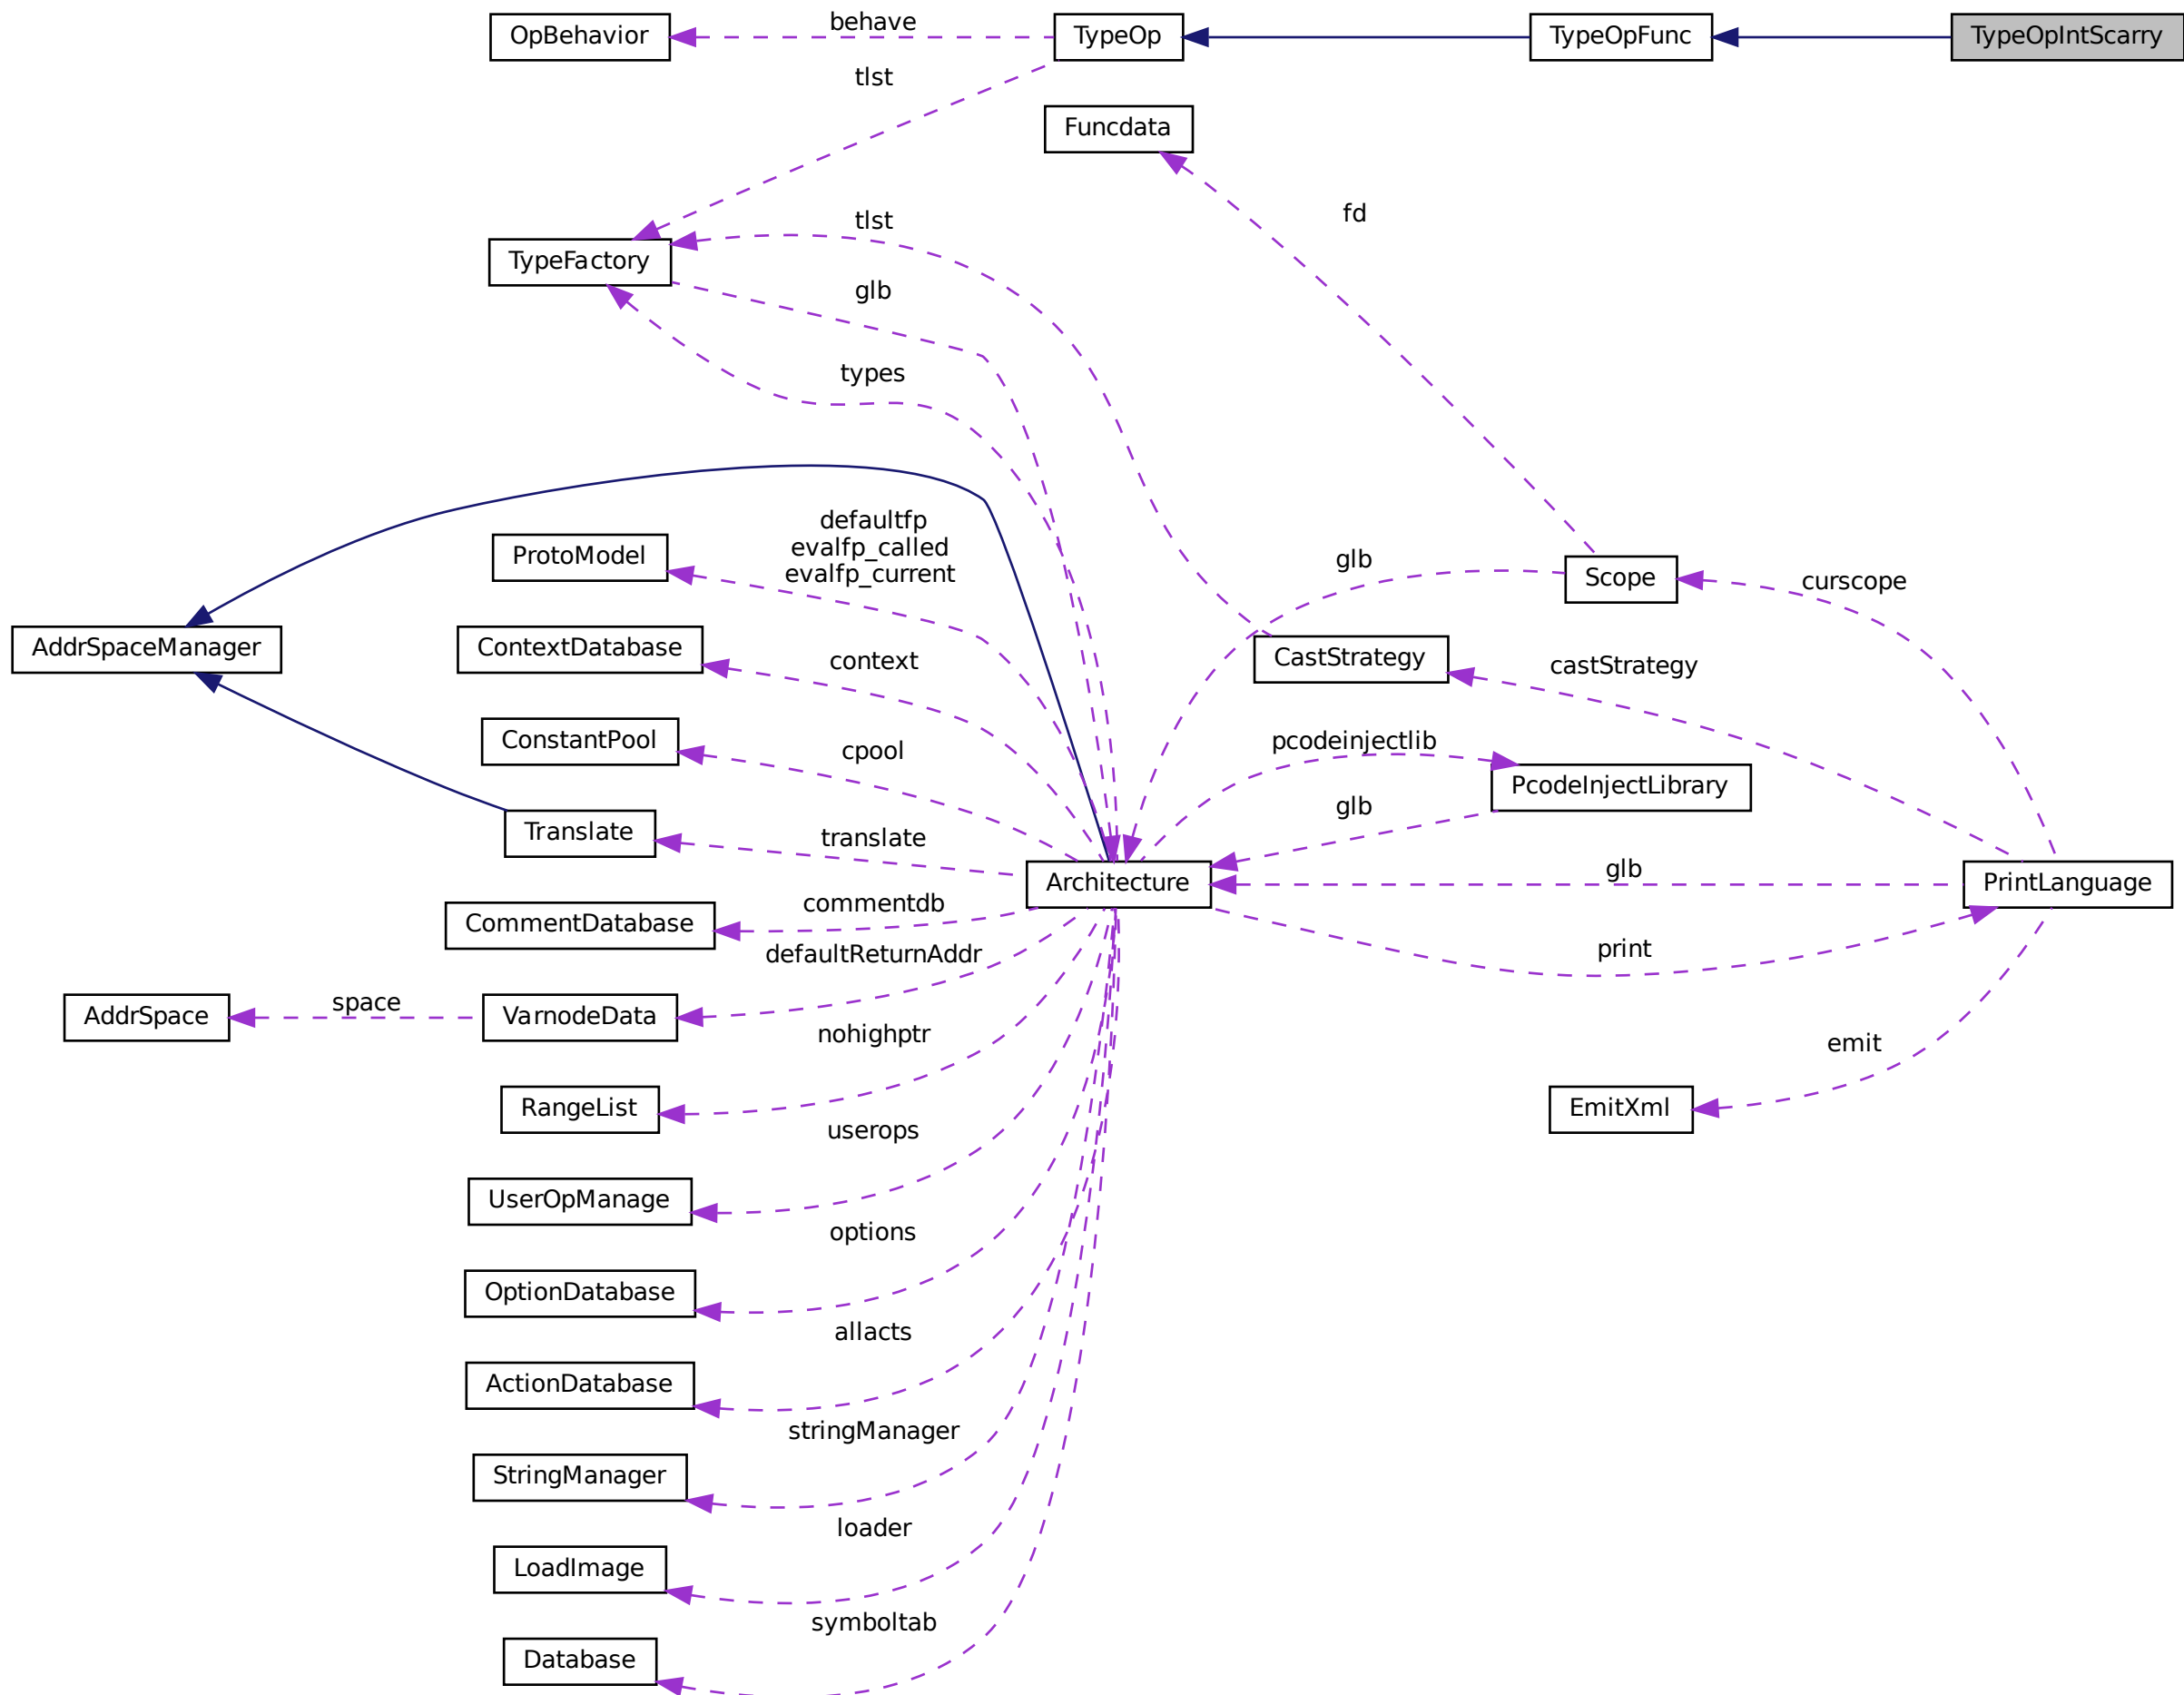 OpBehavior
behave
TypeOp
TypeOpFunc
TypeOpIntScarry
tlst
Funcdata
fd
tlst
TypeFactory
glb
types
defaultfp
evalfp_called
evalfp_current
ProtoModel
glb
Scope
curscope
AddrSpaceManager
ContextDatabase
context
CastStrategy
castStrategy
ConstantPool
cpool
pcodeinjectlib
PcodeInjectLibrary
glb
Translate
translate
Architecture
glb
PrintLanguage
CommentDatabase
commentdb
print
defaultReturnAddr
AddrSpace
space
VarnodeData
nohighptr
emit
RangeList
EmitXml
userops
UserOpManage
options
OptionDatabase
allacts
ActionDatabase
stringManager
StringManager
loader
LoadImage
symboltab
Database